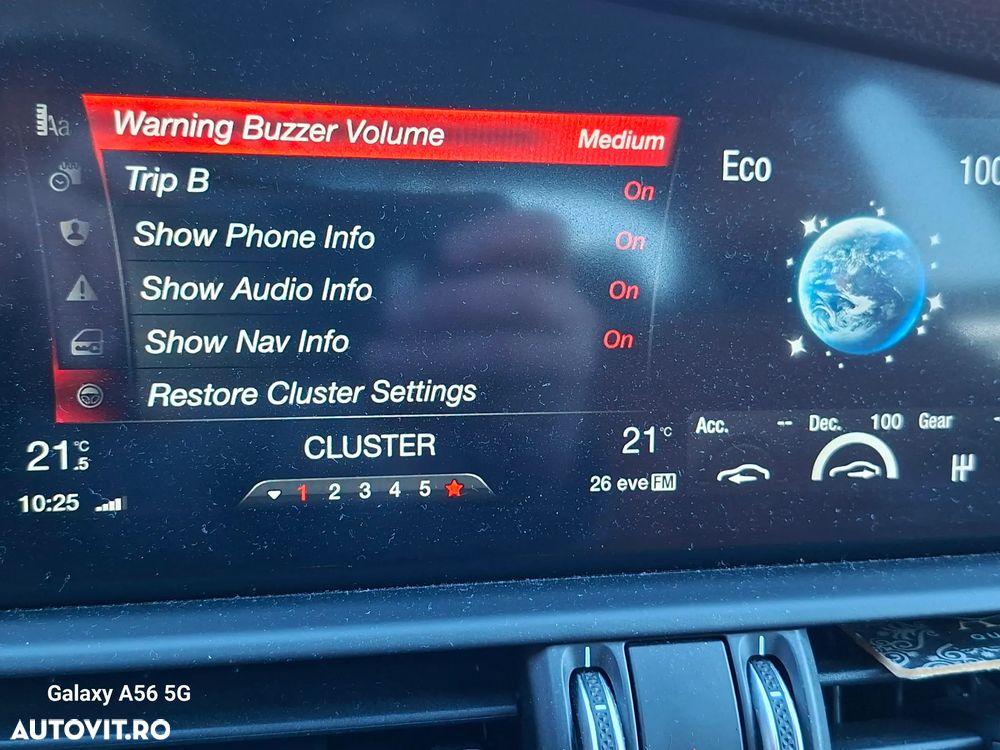 Aa
Warning Buzzer Volume Medium
Trip B On
Show Phone Info On
Show Audio Info On
Show Nav Info On
Restore Cluster Settings
CLUSTER
21.5 °C
10:25
1 2 3 4 5
21 °C
26 eve FM
Eco 100
Acc. -- Dec. 100 Gear
Galaxy A56 5G
AUTOVIT.RO